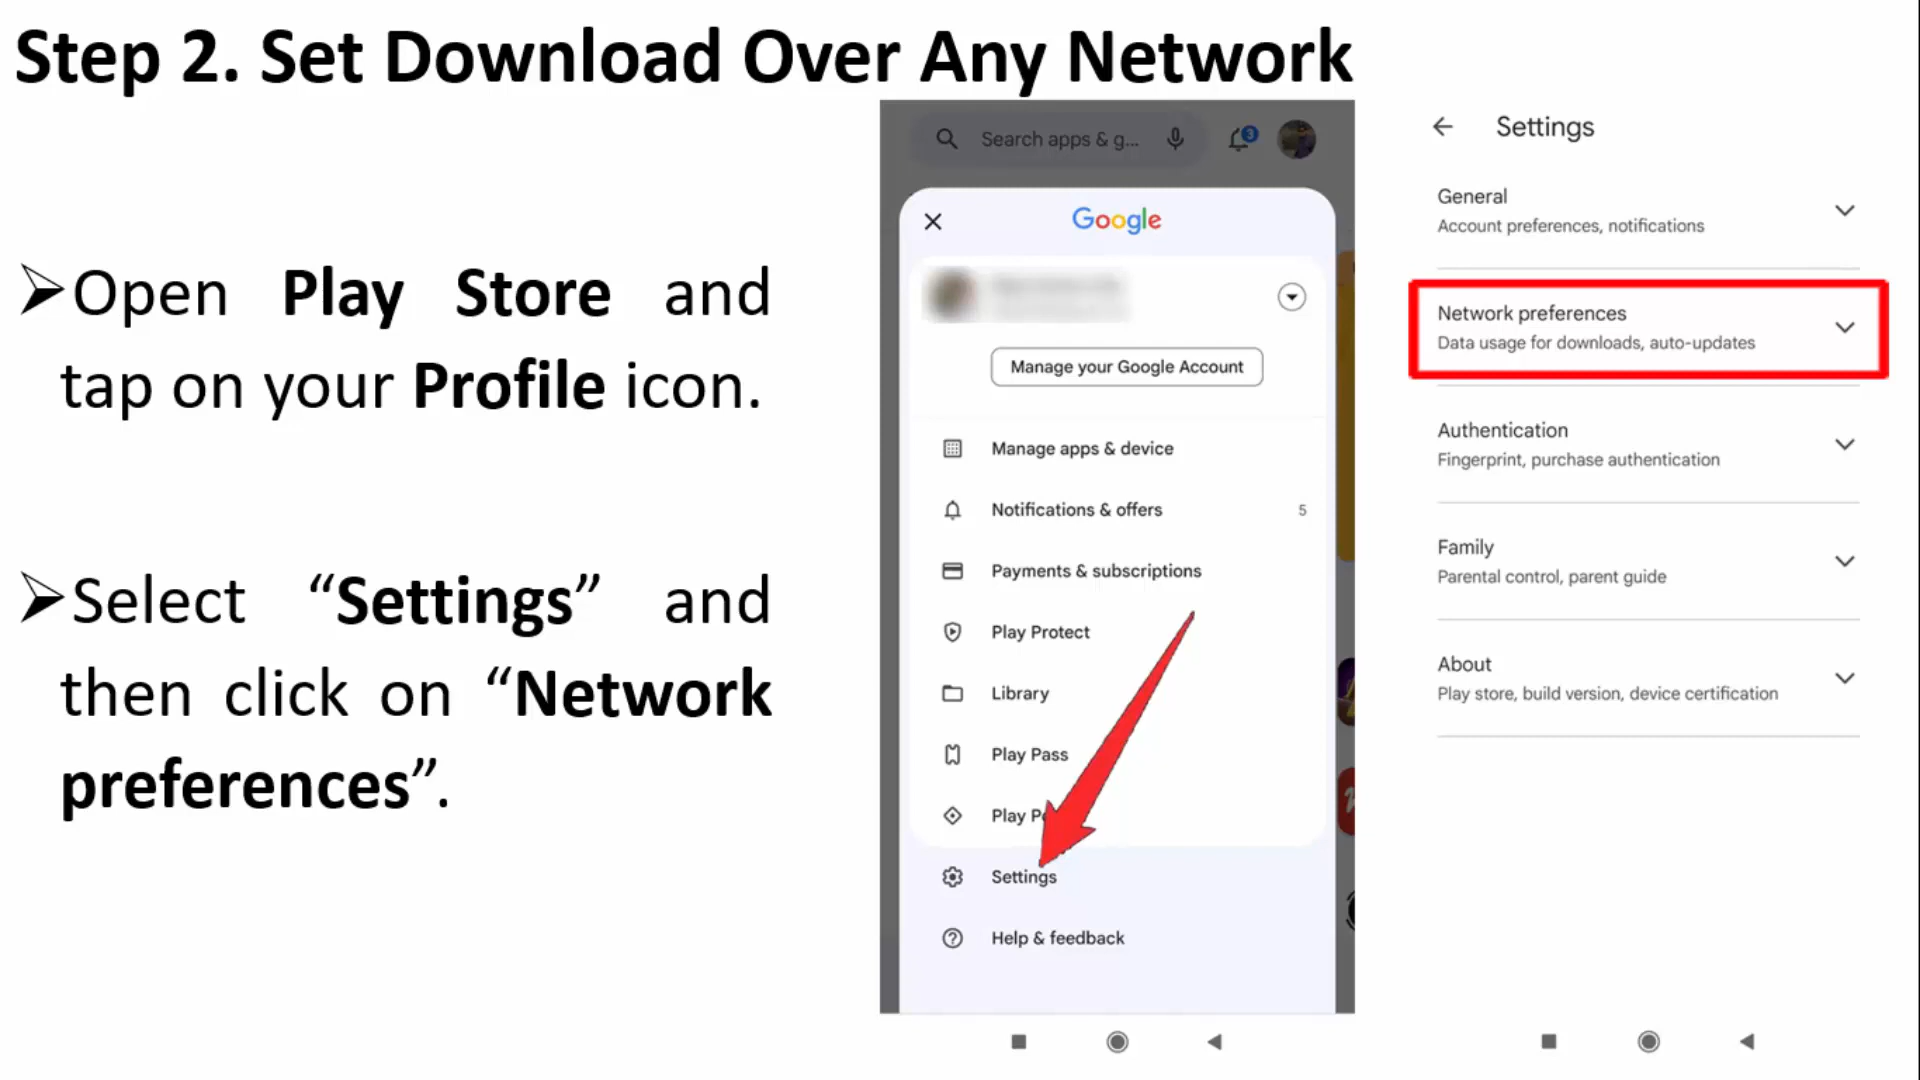 Step 2. Set Download Over Any Network
➢Open Play Store and
tap on your Profile icon.
➢Select “Settings” and
then click on “Network
preferences”.
Search apps & g...
3
Google
Manage your Google Account
Manage apps & device
Notifications & offers 5
Payments & subscriptions
Play Protect
Library
Play Pass
Play
Settings
Help & feedback
Settings
General
Account preferences, notifications
Network preferences
Data usage for downloads, auto-updates
Authentication
Fingerprint, purchase authentication
Family
Parental control, parent guide
About
Play store, build version, device certification